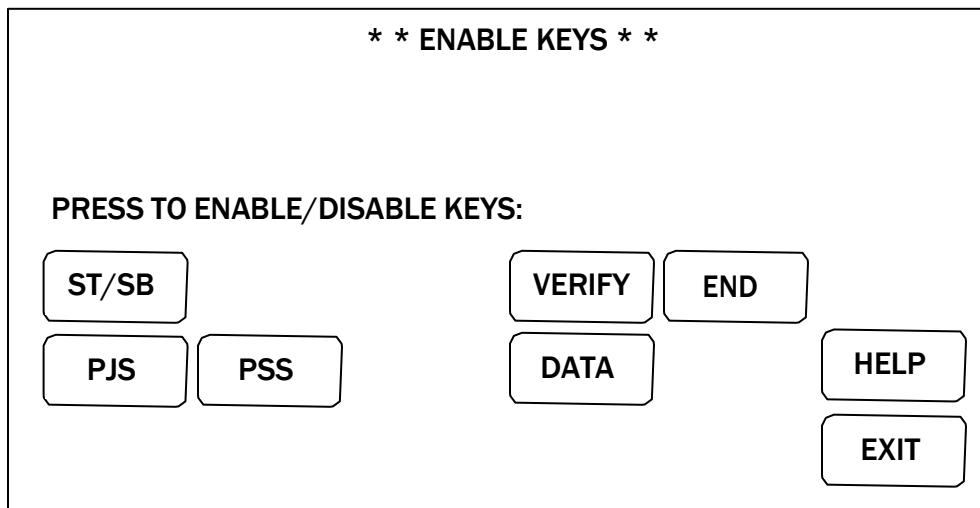 * * ENABLE KEYS * *
PRESS TO ENABLE/DISABLE KEYS:
ST/SB VERIFY END
PJS PSS DATA HELP
EXIT